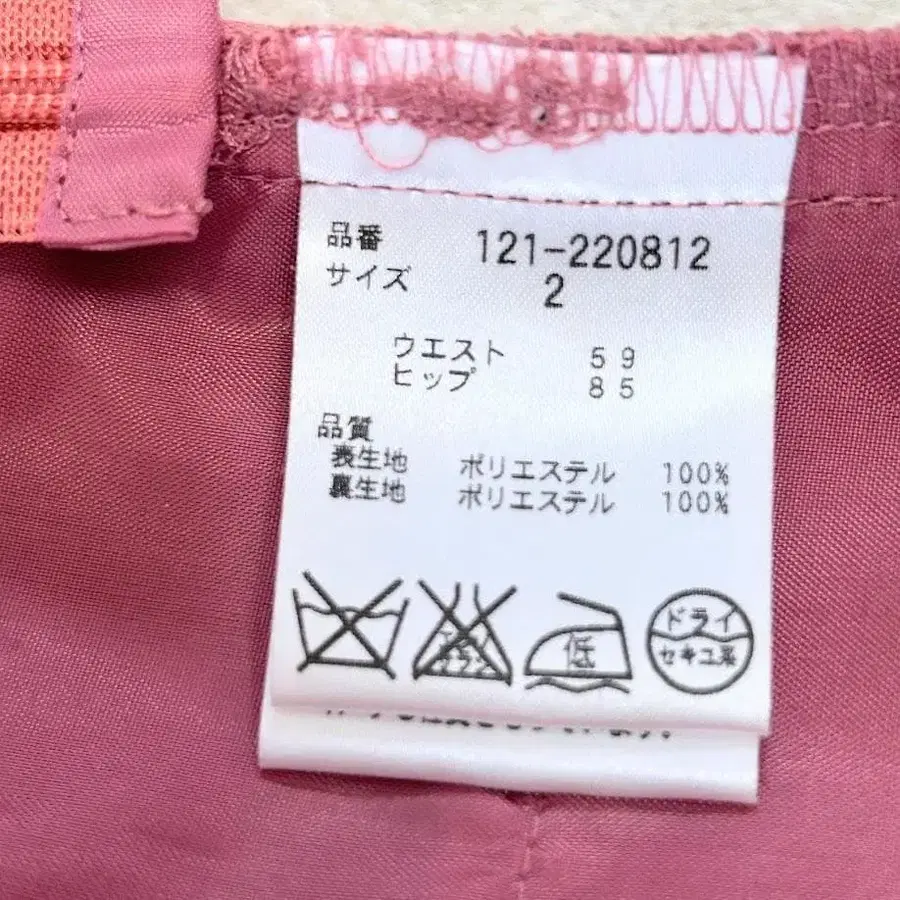 品番 121-220812
サイズ 2
ウエスト 59
ヒップ 85
品質
表生地 ポリエステル 100%
裏生地 ポリエステル 100%
低
ドライ
セキユ系